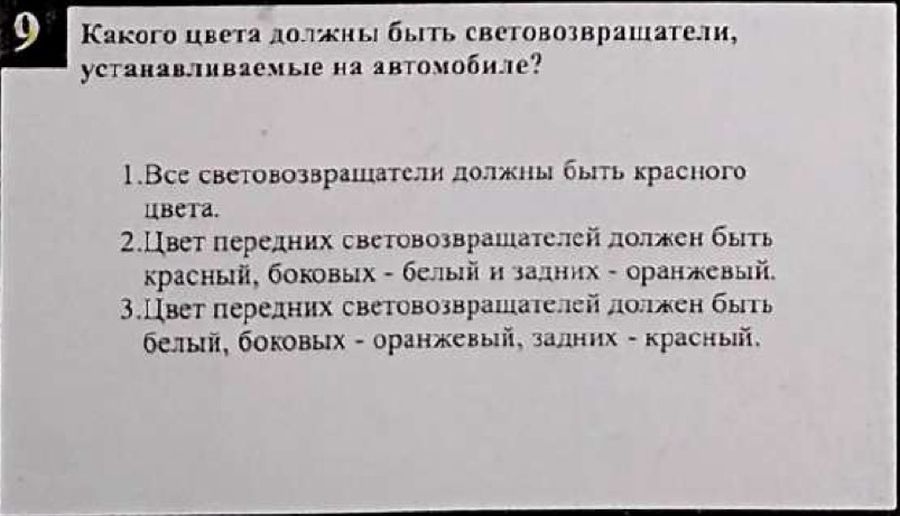 9
Какого цвета должны быть световозвращатели,
устанавливаемые на автомобиле?
1.Все световозвращатели должны быть красного
цвета.
2.Цвет передних световозвращателей должен быть
красный, боковых - белый и задних - оранжевый.
3.Цвет передних световозвращателей должен быть
белый, боковых - оранжевый, задних - красный.